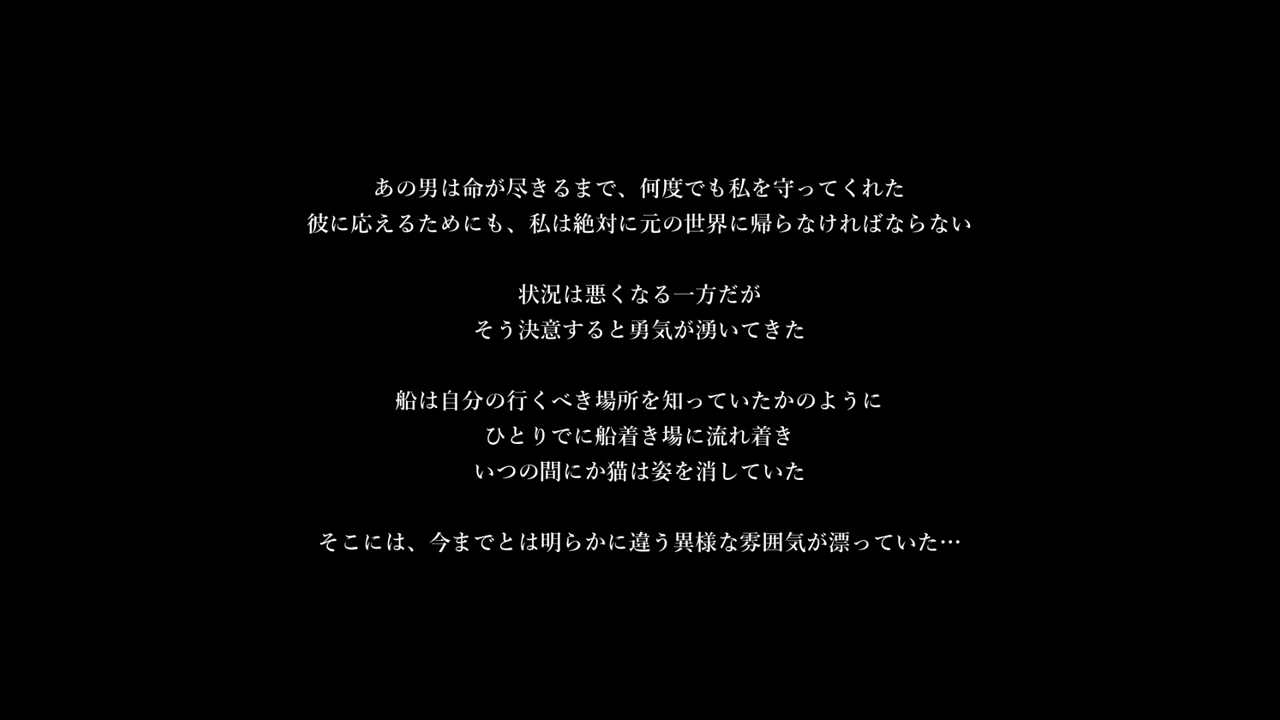 あの男は命が尽きるまで、何度でも私を守ってくれた
彼に応えるためにも、私は絶対に元の世界に帰らなければならない
状況は悪くなる一方だが
そう決意すると勇気が湧いてきた
船は自分の行くべき場所を知っていたかのように
ひとりでに船着き場に流れ着き
いつの間にか猫は姿を消していた
そこには、今までとは明らかに違う異様な雰囲気が漂っていた…